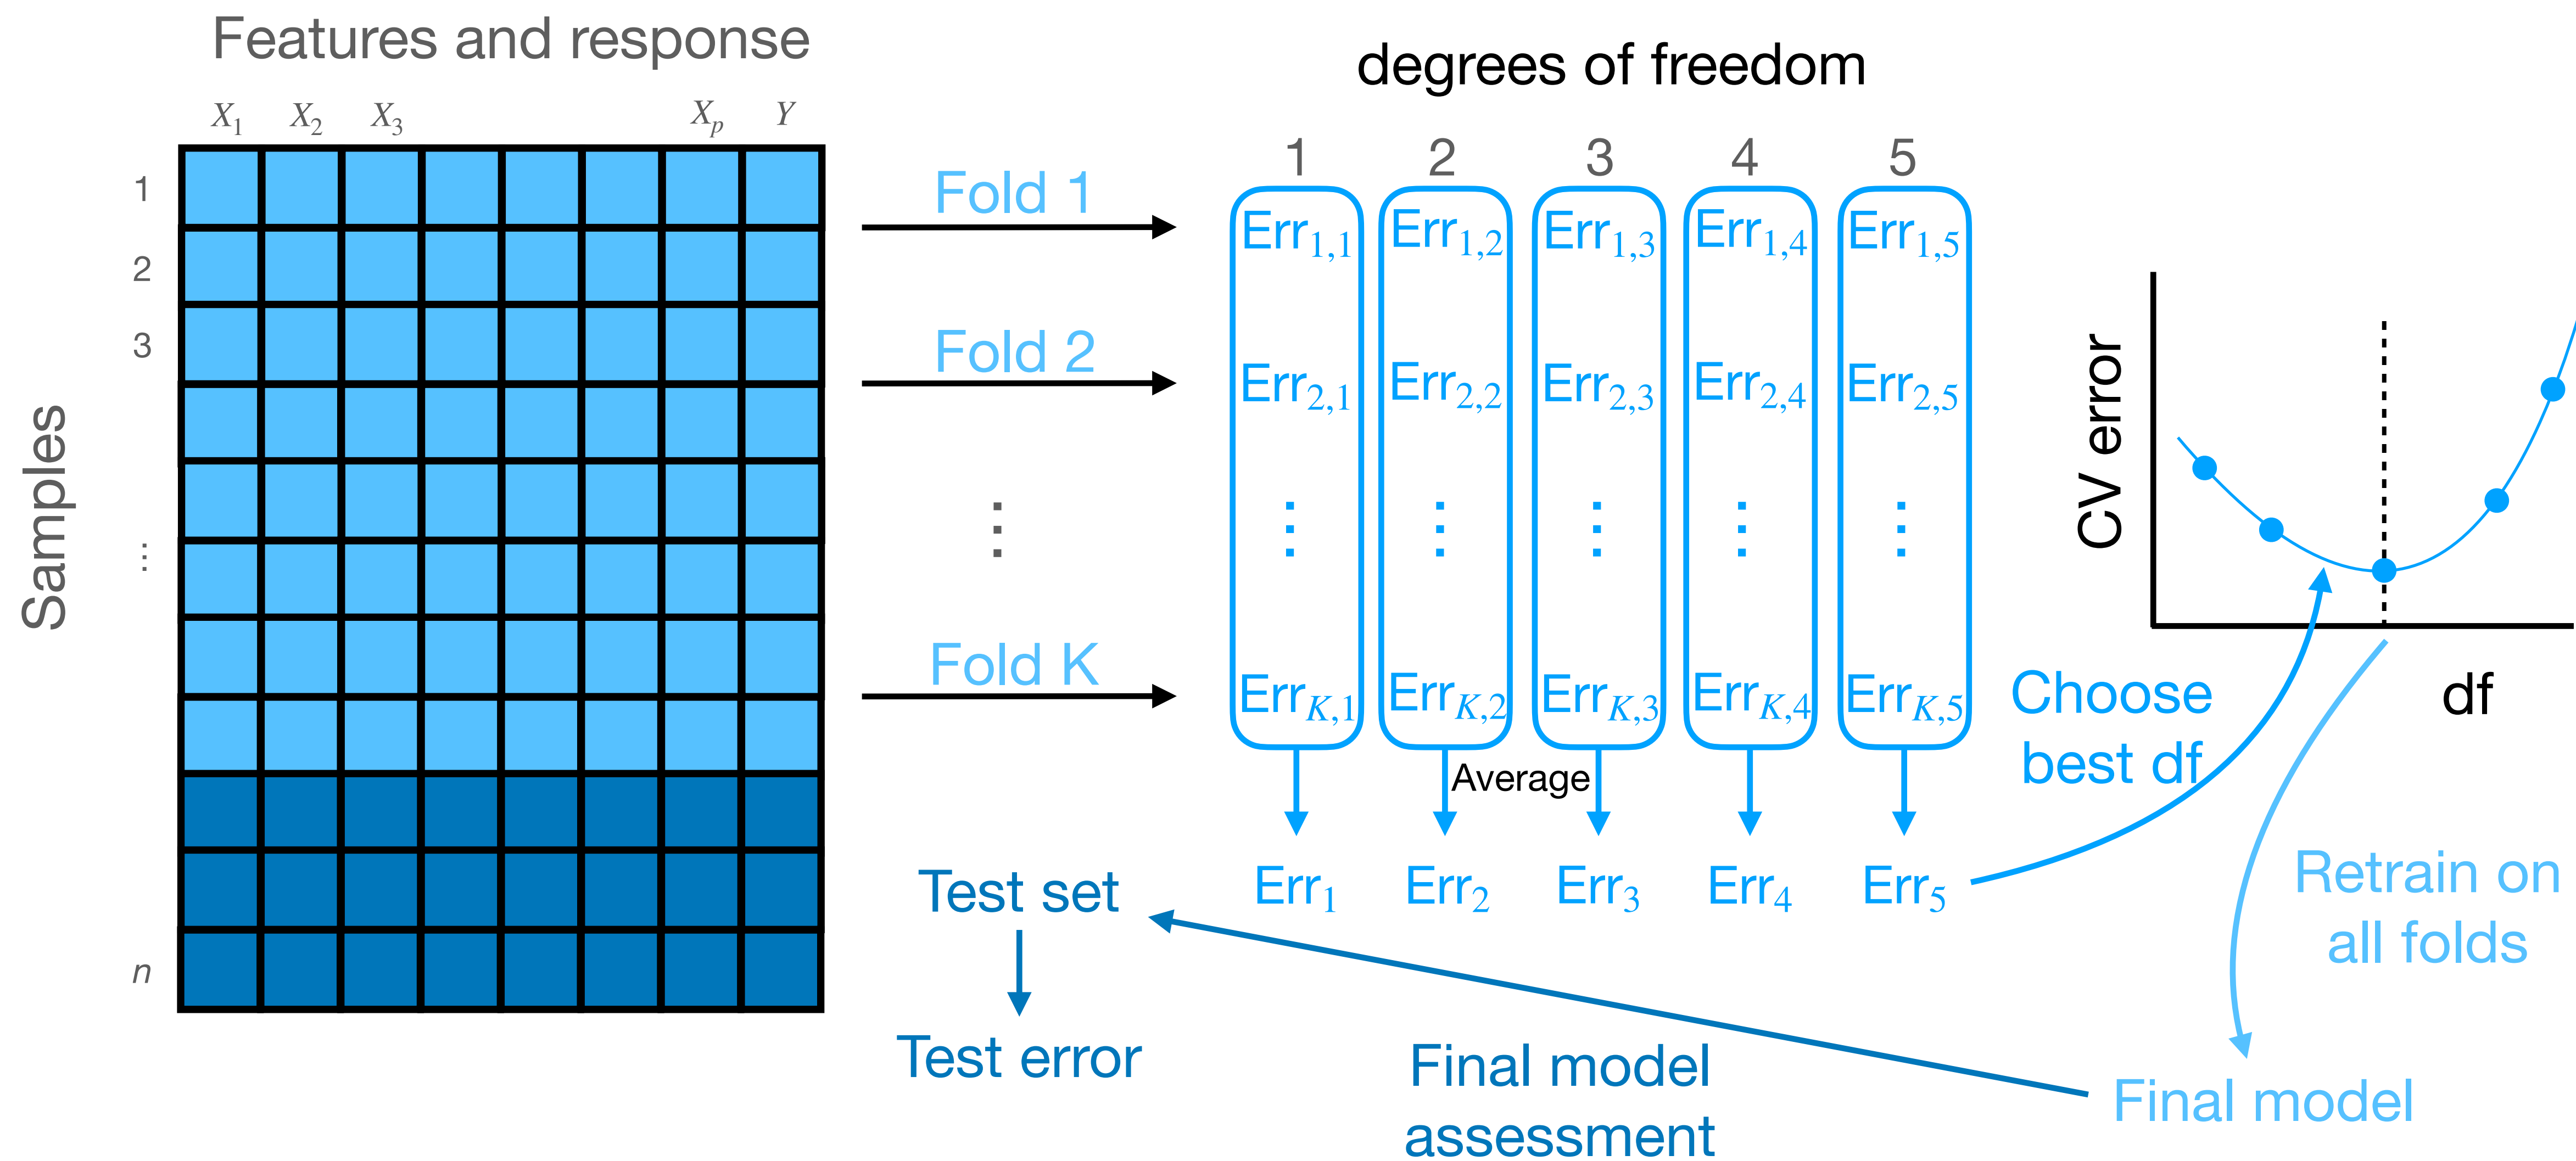 Features and response
X1 X2 X3 Xp Y
Samples
1
2
3
⋮
n
Fold 1
Fold 2
⋮
Fold K
degrees of freedom
1 2 3 4 5
Err1,1 Err1,2 Err1,3 Err1,4 Err1,5
Err2,1 Err2,2 Err2,3 Err2,4 Err2,5
⋮ ⋮ ⋮ ⋮ ⋮
ErrK,1 ErrK,2 ErrK,3 ErrK,4 ErrK,5
Average
Err1 Err2 Err3 Err4 Err5
CV error
df
Choose
best df
Retrain on
all folds
Final model
Final model
assessment
Test set
Test error